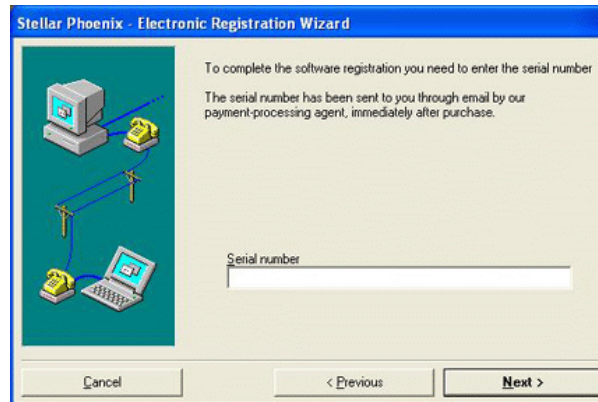 Stellar Phoenix - Electronic Registration Wizard
To complete the software registration you need to enter the serial number
The serial number has been sent to you through email by our
payment-processing agent, immediately after purchase.
Serial number
Cancel
< Previous
Next >